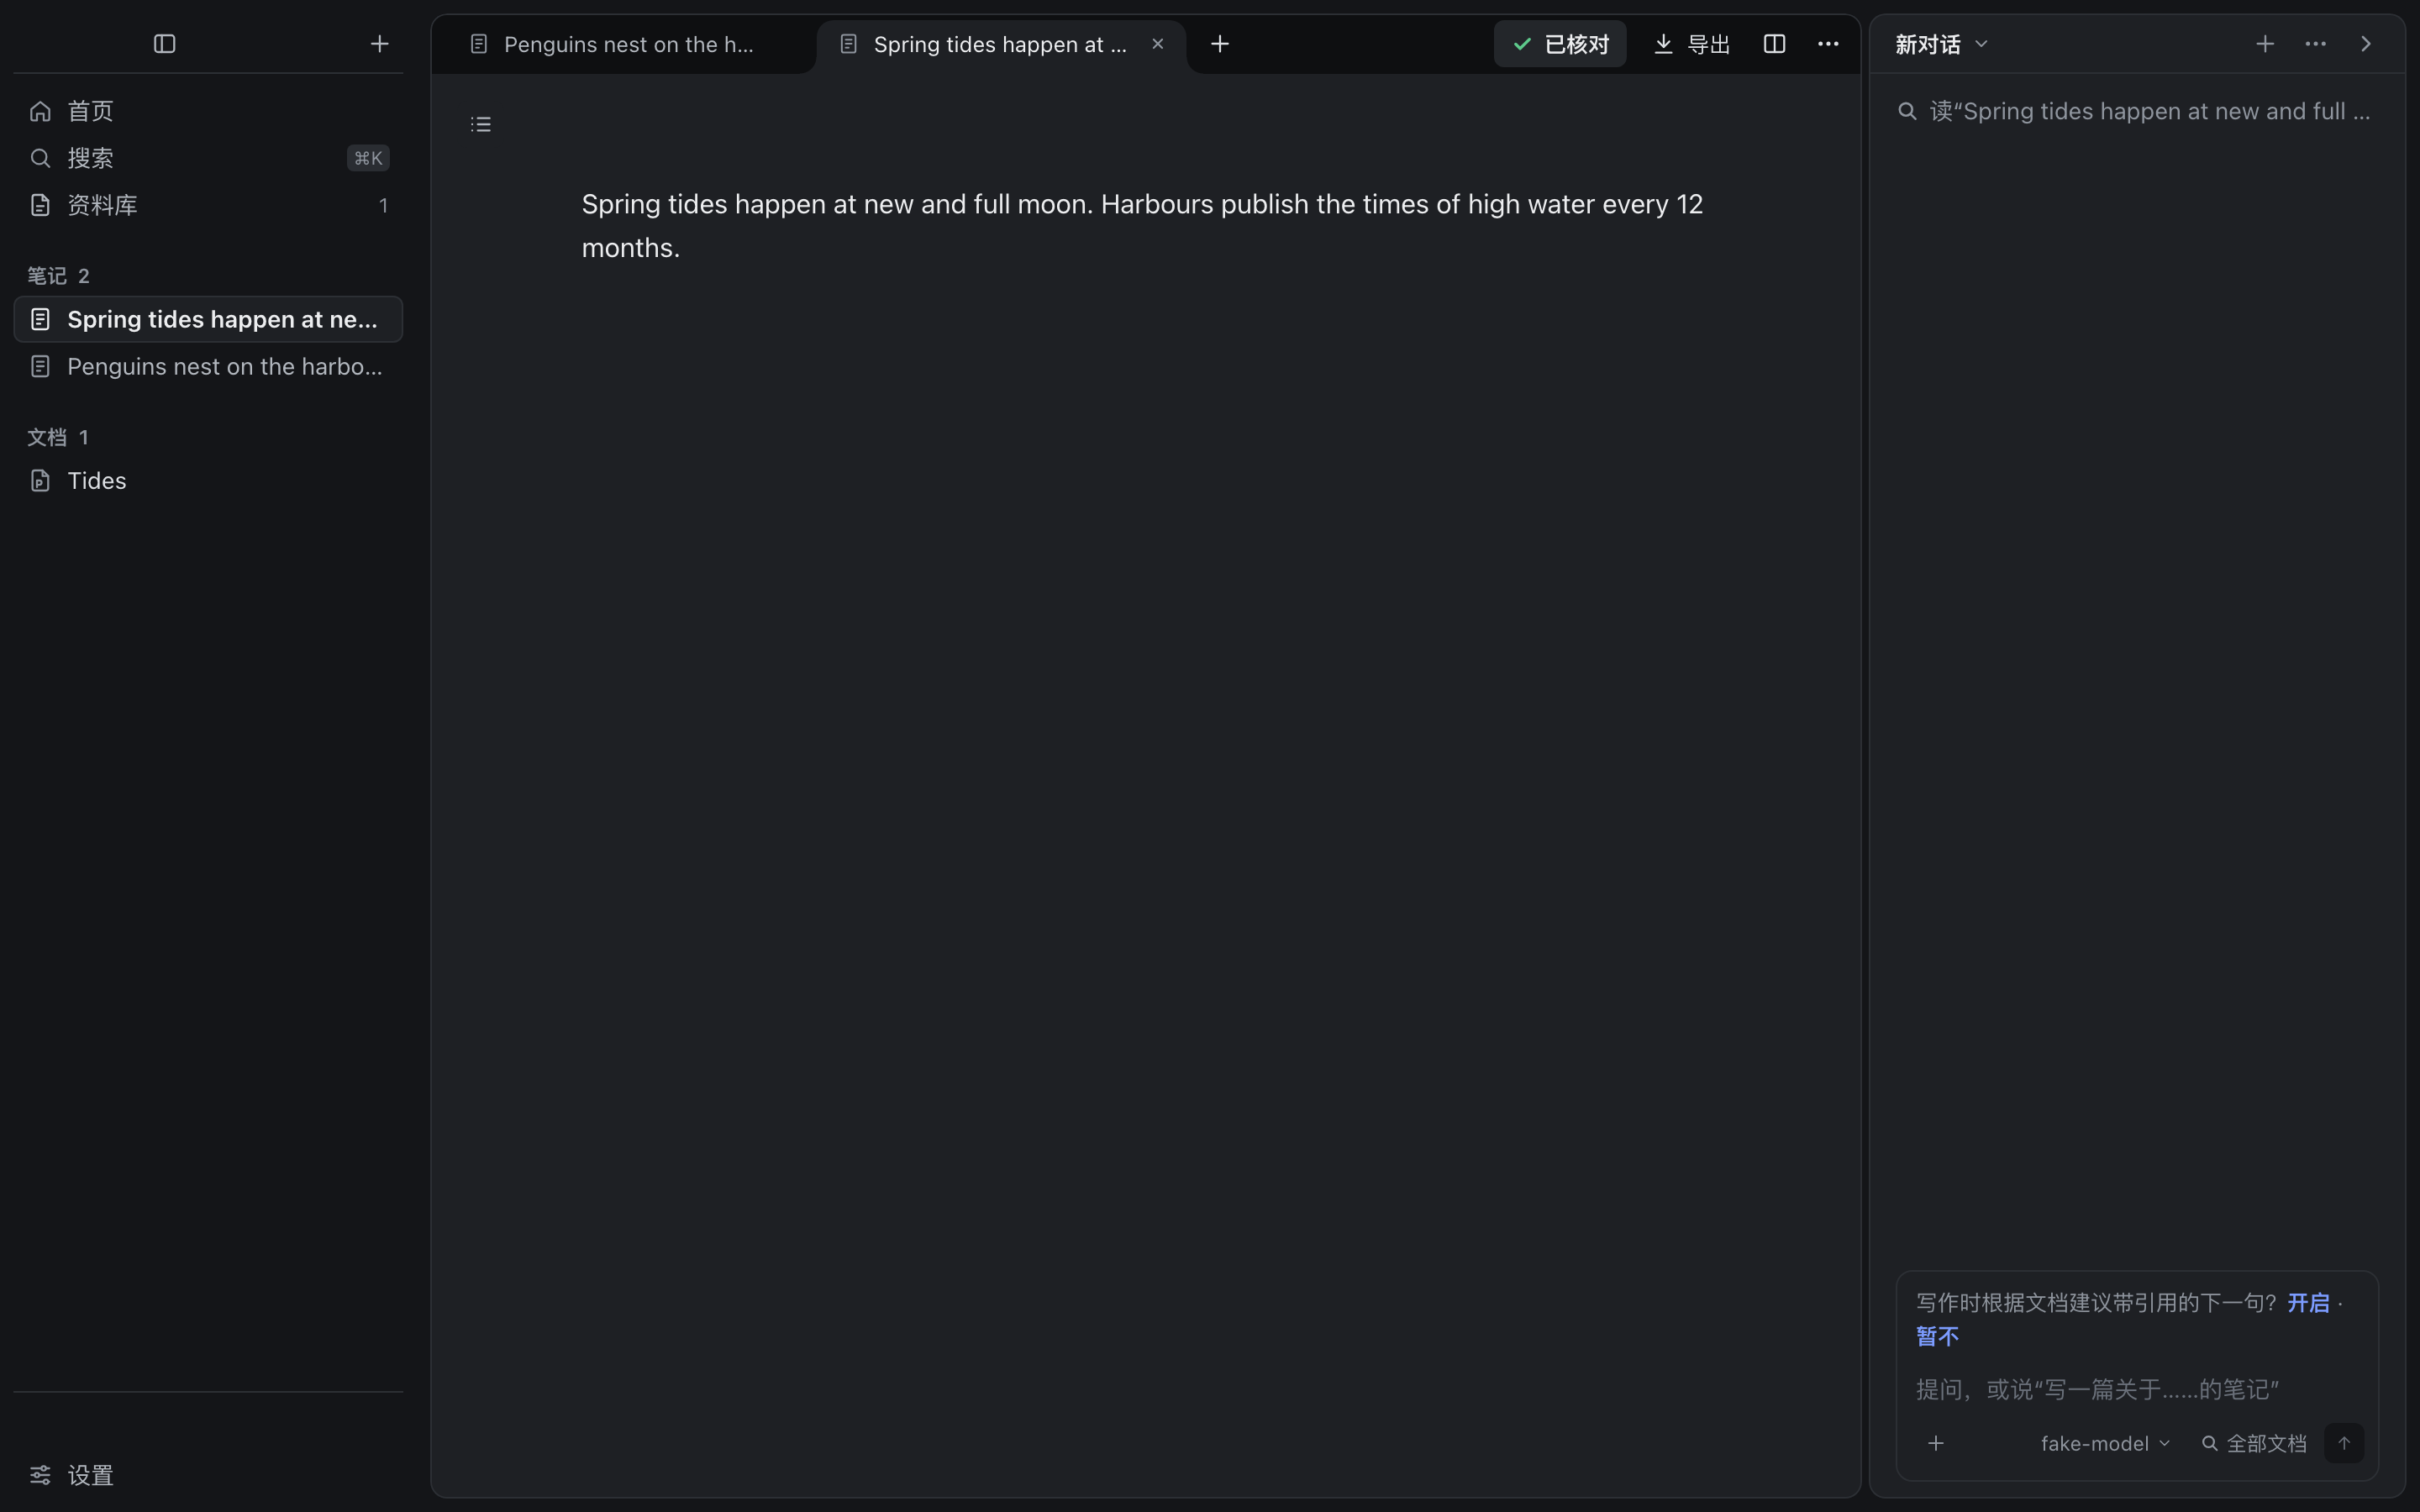 首页
搜索 ⌘K
资料库 1
笔记 2
Spring tides happen at ne...
Penguins nest on the harbo...
文档 1
Tides
设置
Penguins nest on the h...
Spring tides happen at ...
已核对
导出
Spring tides happen at new and full moon. Harbours publish the times of high water every 12
months.
新对话
读“Spring tides happen at new and full ...
写作时根据文档建议带引用的下一句? 开启 ·
暂不
提问，或说“写一篇关于……的笔记”
fake-model 全部文档